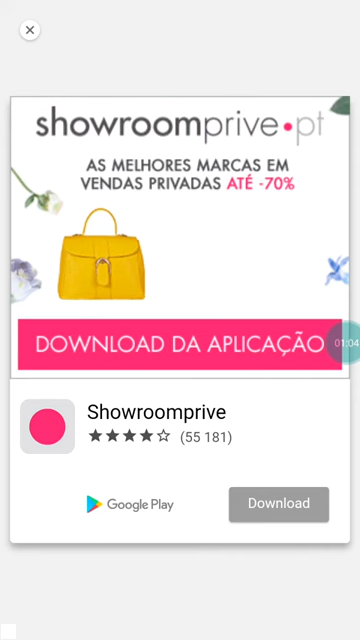 showroomprive.pt
AS MELHORES MARCAS EM
VENDAS PRIVADAS ATÉ -70%
DOWNLOAD DA APLICAÇÃO
01:04
Showroomprive
(55 181)
Google Play
Download